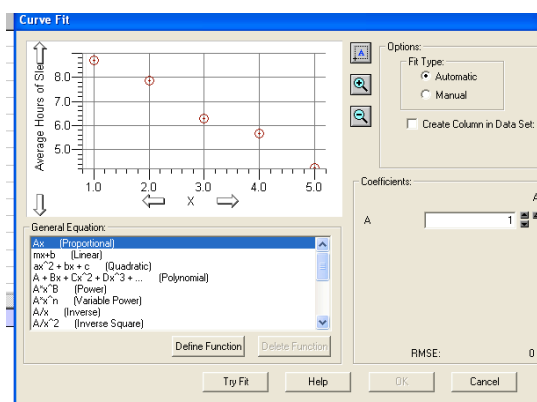 Curve Fit
Average Hours of Sle
8.0
7.0
6.0
5.0
1.0 2.0 3.0 4.0 5.0
X
A
Options:
Fit Type:
Automatic
Manual
Create Column in Data Set:
General Equation:
Ax (Proportional)
mx+b (Linear)
ax^2 + bx + c (Quadratic)
A + Bx + Cx^2 + Dx^3 + ... (Polynomial)
A*x^B (Power)
A*x^n (Variable Power)
A/x (Inverse)
A/x^2 (Inverse Square)
Define Function
Delete Function
Coefficients:
A
A 1
RMSE: 0
Try Fit
Help
OK
Cancel